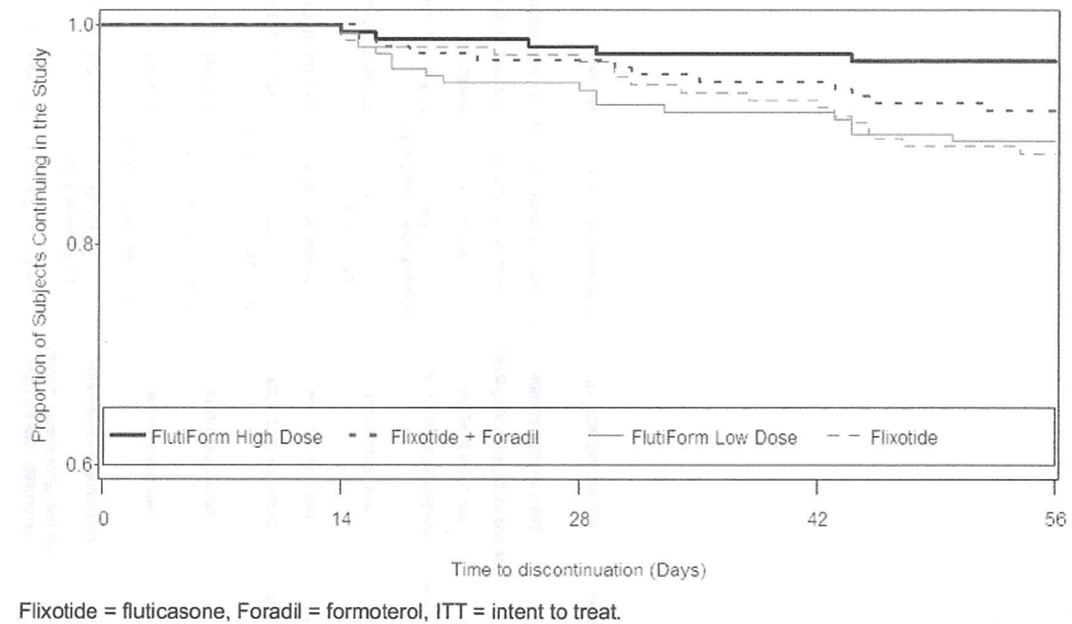 Proportion of Subjects Continuing in the Study
1.0
0.8
0.6
FlutiForm High Dose Flixotide + Foradil FlutiForm Low Dose Flixotide
0 14 28 42 56
Time to discontinuation (Days)
Flixotide = fluticasone, Foradil = formoterol, ITT = intent to treat.